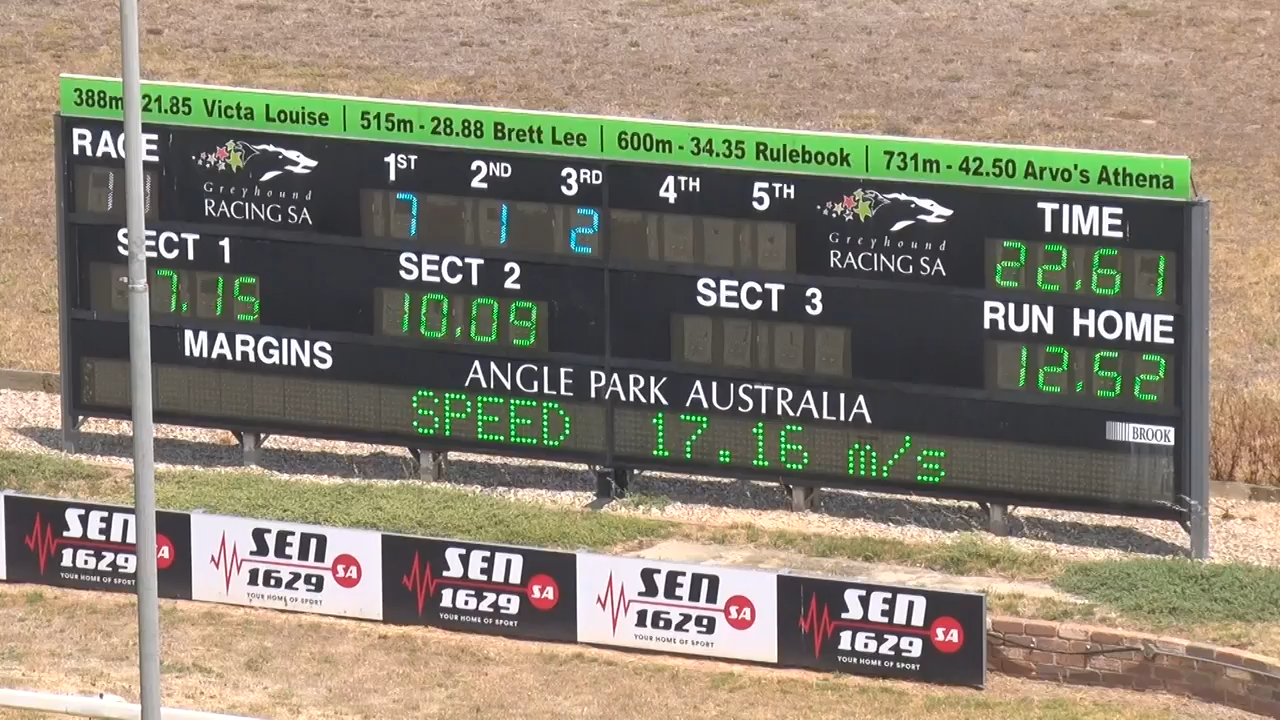 388m 21.85 Victa Louise | 515m - 28.88 Brett Lee | 600m - 34.35 Rulebook | 731m - 42.50 Arvo's Athena
RACE
Greyhound
RACING SA
1ST 2ND 3RD 4TH 5TH
7 1 2
Greyhound
RACING SA
TIME
22.61
SECT 1
7.15
SECT 2
10.09
SECT 3
RUN HOME
12.52
MARGINS
ANGLE PARK AUSTRALIA
SPEED 17.16 m/s
BROOK
SEN
1629
A
YOUR HOME OF SPORT
SEN
1629
SA
YOUR HOME OF SPORT
SEN
1629
SA
YOUR HOME OF SPORT
SEN
1629
SA
YOUR HOME OF SPORT
SEN
1629
SA
YOUR HOME OF SPORT